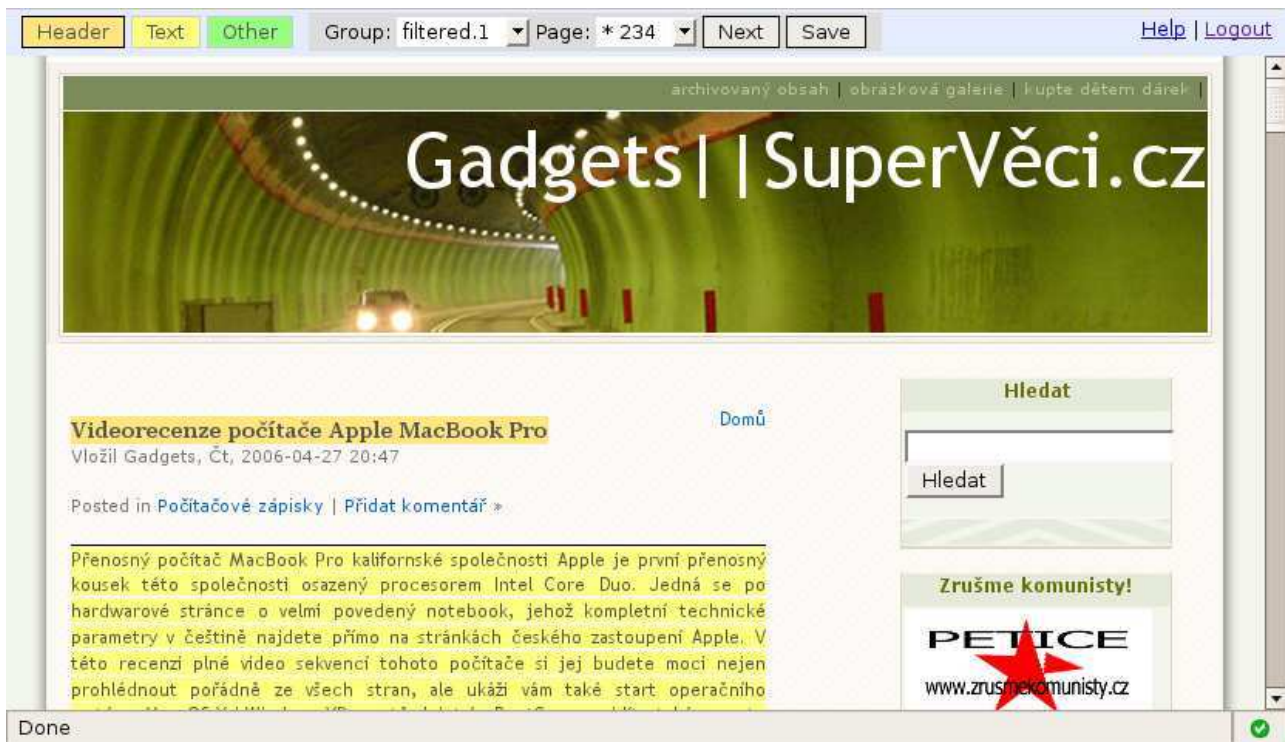 Header Text Other Group: filtered.1 Page: * 234 Next Save Help | Logout
archivovaný obsah | obrázková galerie | kupte dětem dárek |
Gadgets||SuperVěci.cz
Domů
Videorecenze počítače Apple MacBook Pro
Vložil Gadgets, Čt, 2006-04-27 20:47
Posted in Počítačové zápisky | Přidat komentář »
Přenosný počítač MacBook Pro kalifornské společnosti Apple je první přenosný
kousek této společnosti osazený procesorem Intel Core Duo. Jedná se po
hardwarové stránce o velmi povedený notebook, jehož kompletní technické
parametry v češtině najdete přímo na stránkách českého zastoupení Apple. V
této recenzi plné video sekvencí tohoto počítače si jej budete moci nejen
prohlédnout pořádně ze všech stran, ale ukáži vám také start operačního
Hledat
Hledat
Zrušme komunisty!
PETICE
www.zrusmekomunisty.cz
Done